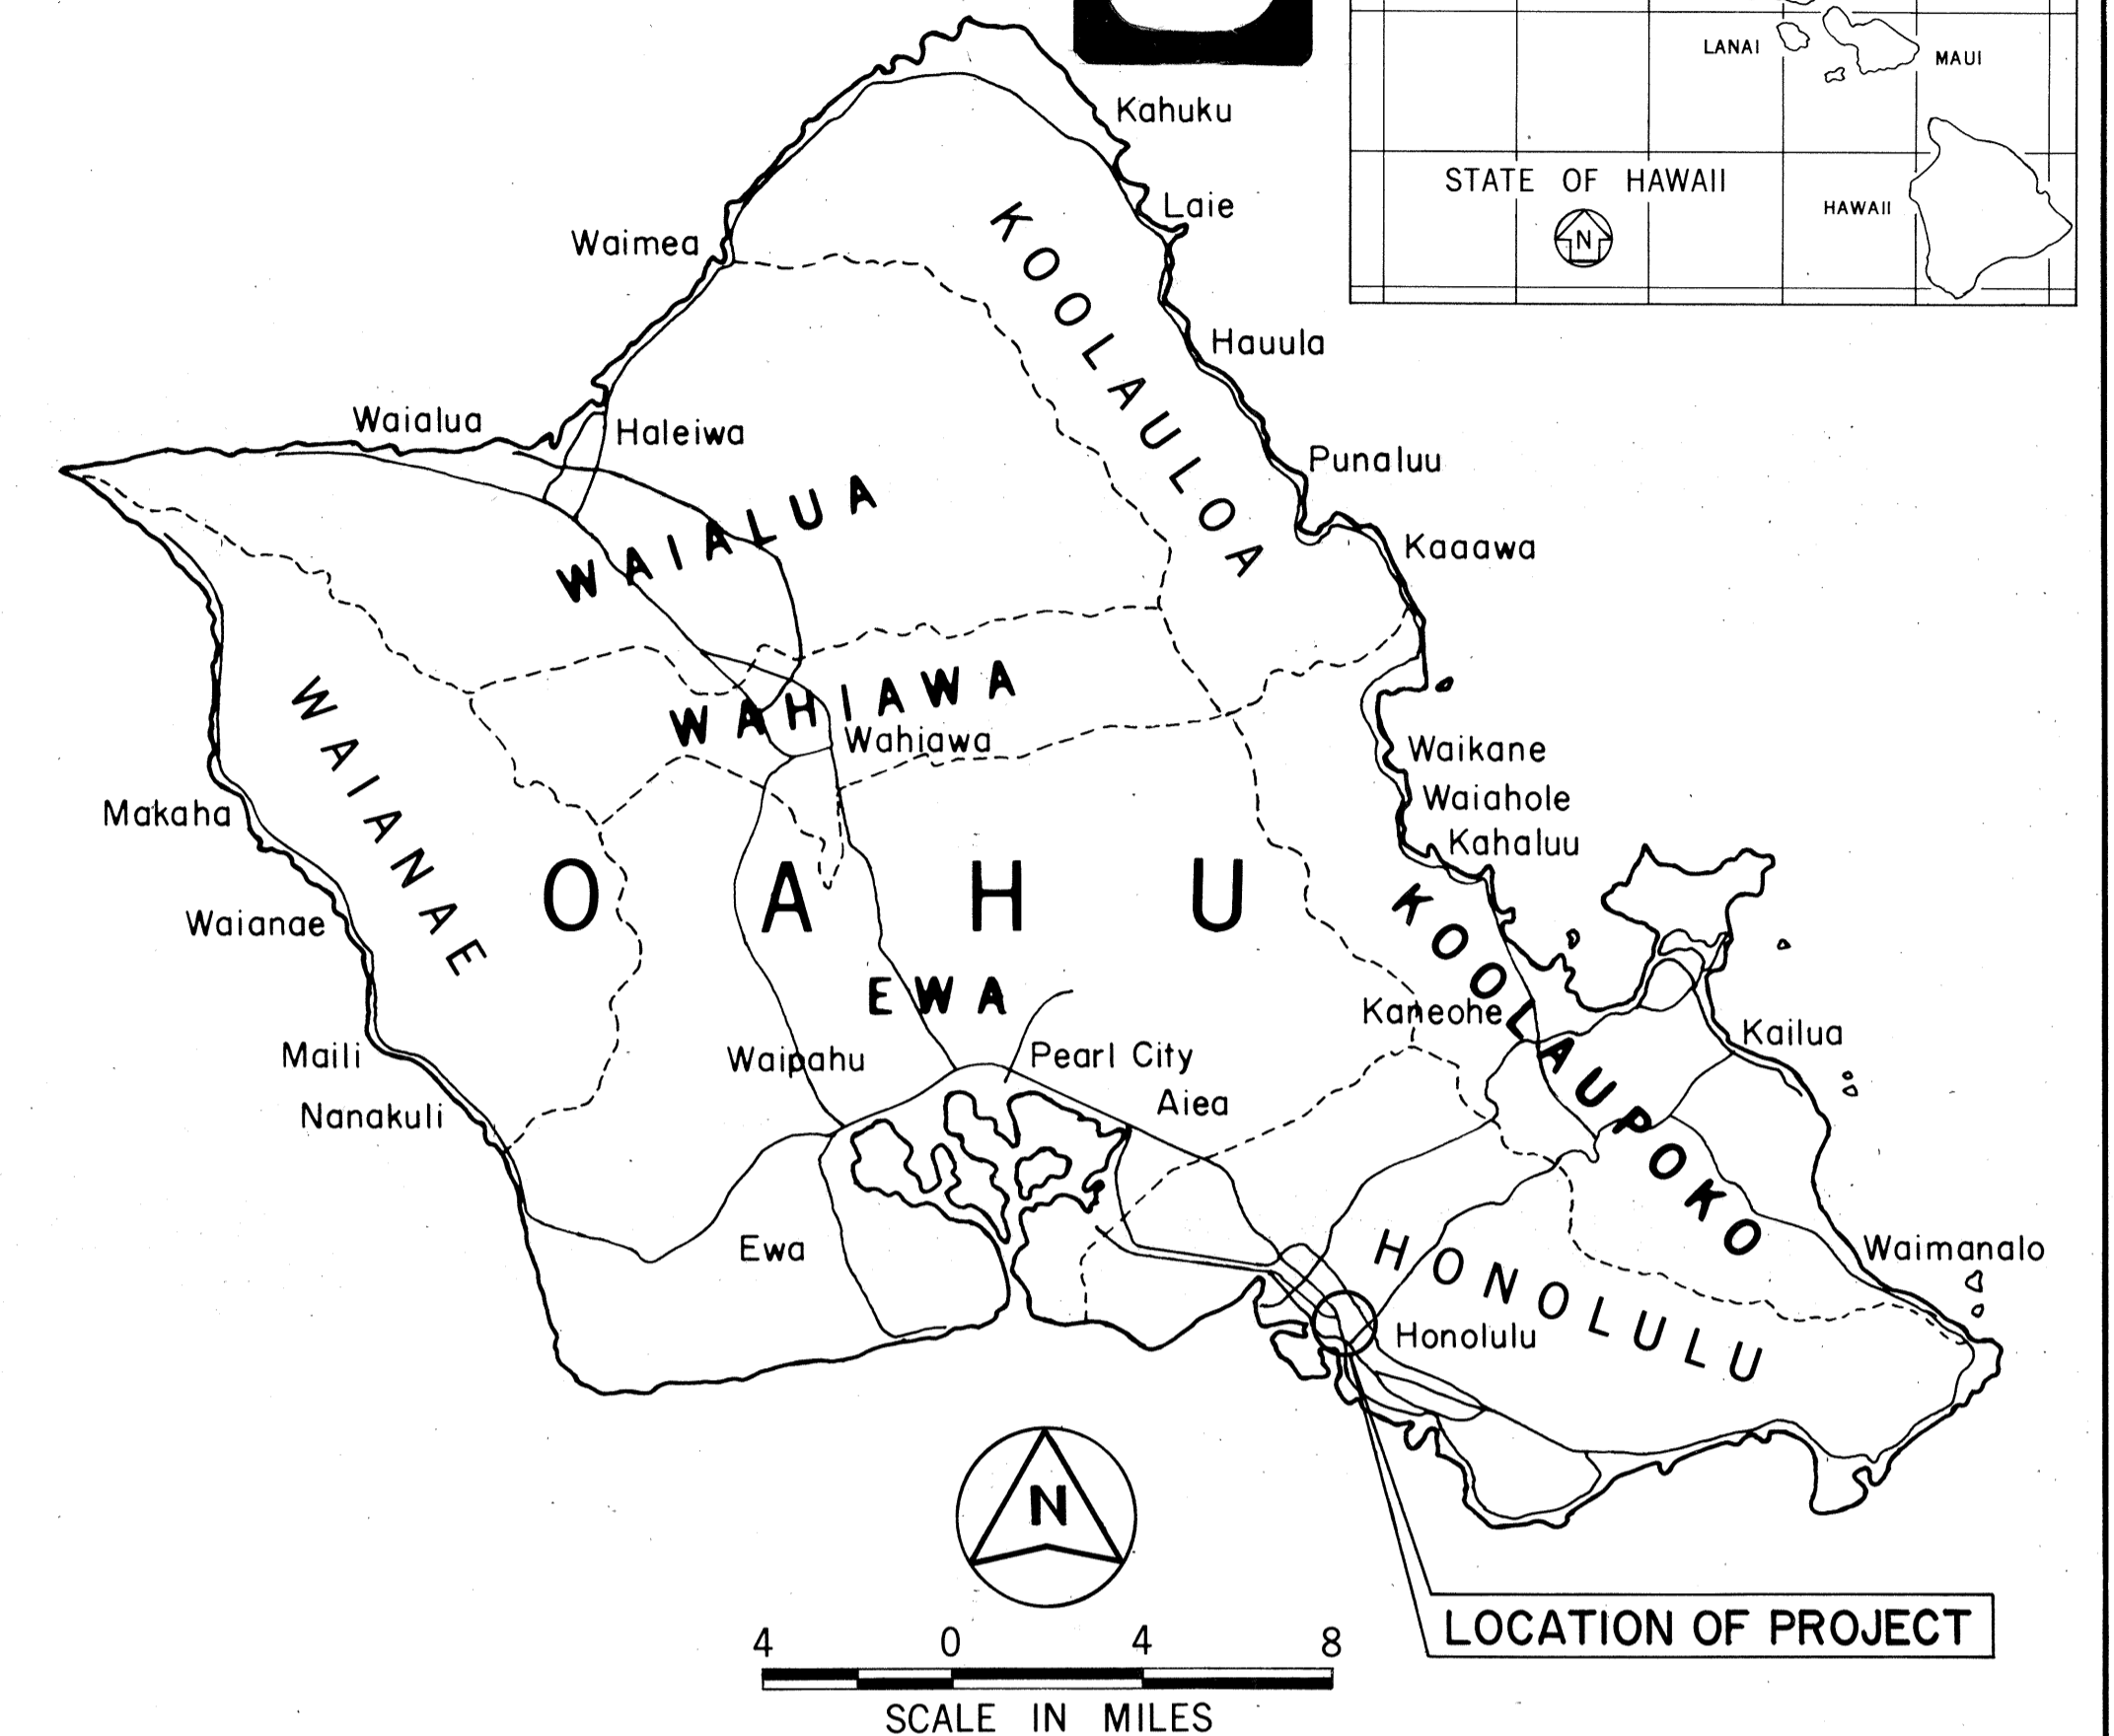 LANAI
MAUI
Kahuku
STATE OF HAWAII
Laie
HAWAII
N
Waimea
KOOLAULOA
Hauula
Waialua
Haleiwa
Punaluu
WAIALUA
Kaaawa
WAHIAWA
Wahiawa
Waikane
WAIANAE
Waiahole
Makaha
Kahaluu
OAHU
Waianae
KOOLAUPOKO
EWA
Kaneohe
Kailua
Maili
Waipahu
Pearl City
Aiea
Nanakuli
Ewa
HONOLULU
Waimanalo
Honolulu
N
LOCATION OF PROJECT
4 0 4 8
SCALE IN MILES